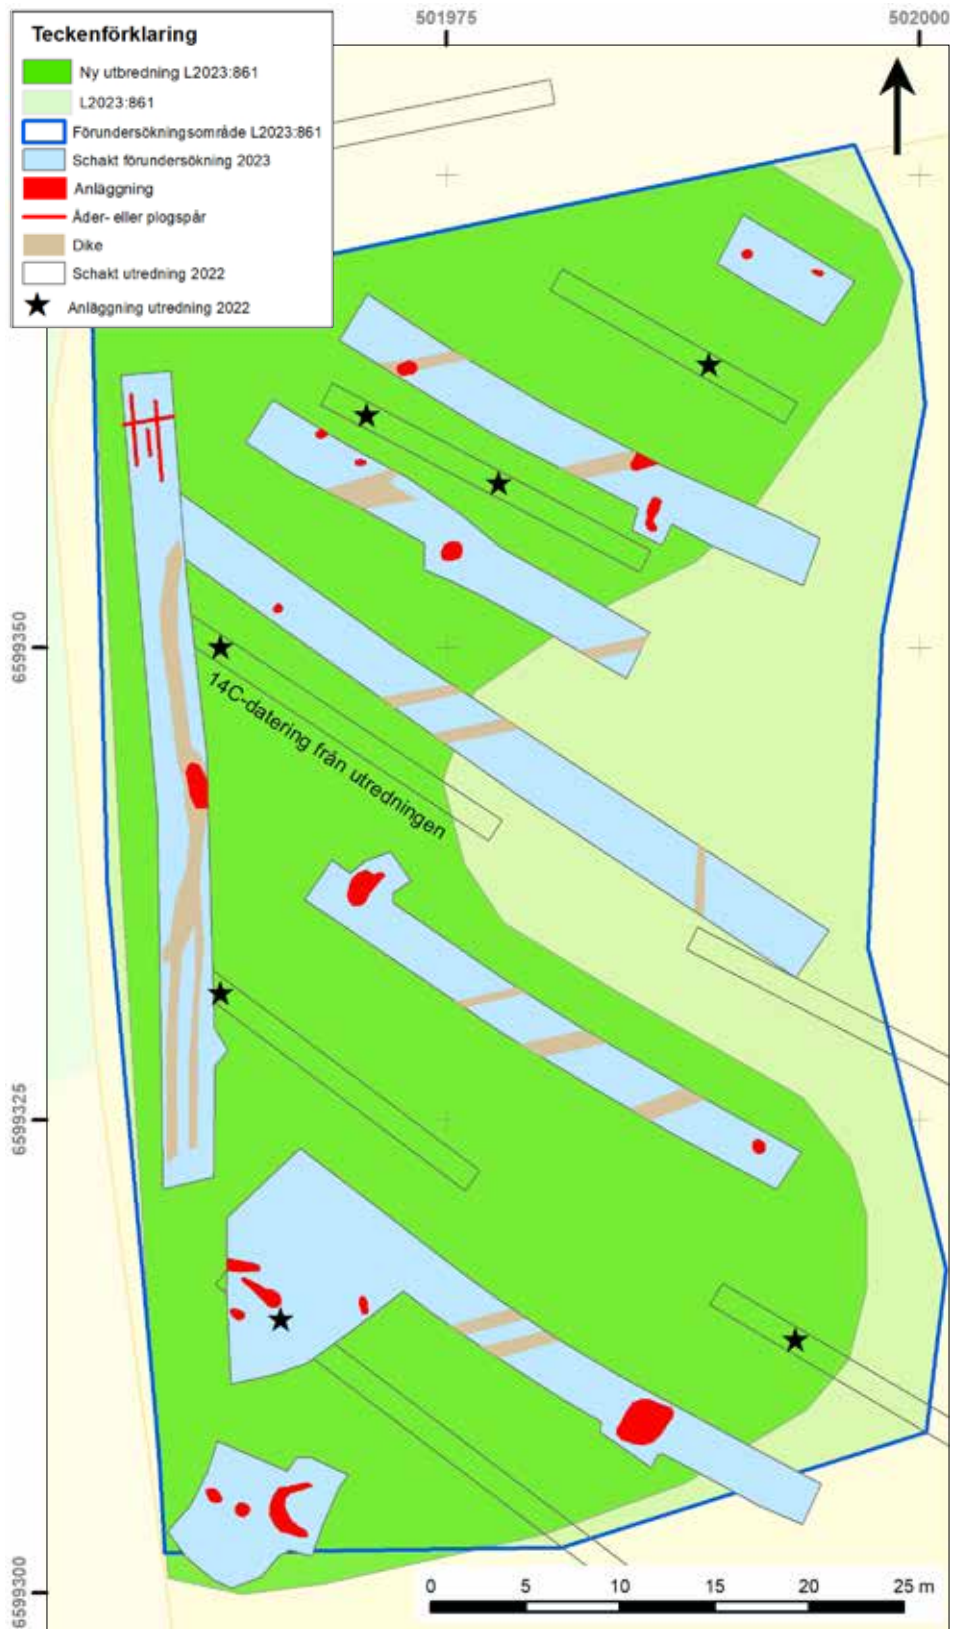 501975
502000
Teckenförklaring
Ny utbredning L2023:861
L2023:861
Förundersökningsområde L2023:861
Schakt förundersökning 2023
Anläggning
Åder- eller plogspår
Dike
Schakt utredning 2022
Anläggning utredning 2022
6599350
14C-datering från utredningen
6599325
6599300
0 5 10 15 20 25 m